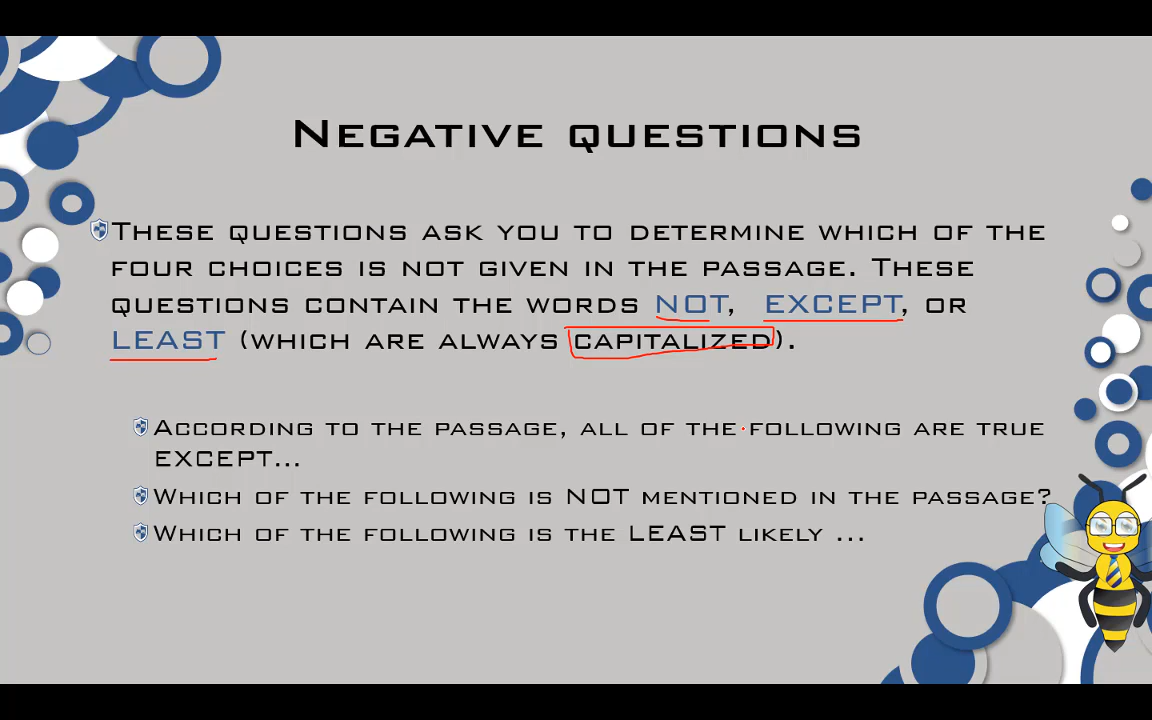 Negative questions
These questions ask you to determine which of the
four choices is not given in the passage. These
questions contain the words NOT, EXCEPT, or
LEAST (which are always capitalized).
According to the passage, all of the following are true
EXCEPT...
Which of the following is NOT mentioned in the passage?
Which of the following is the LEAST likely ...